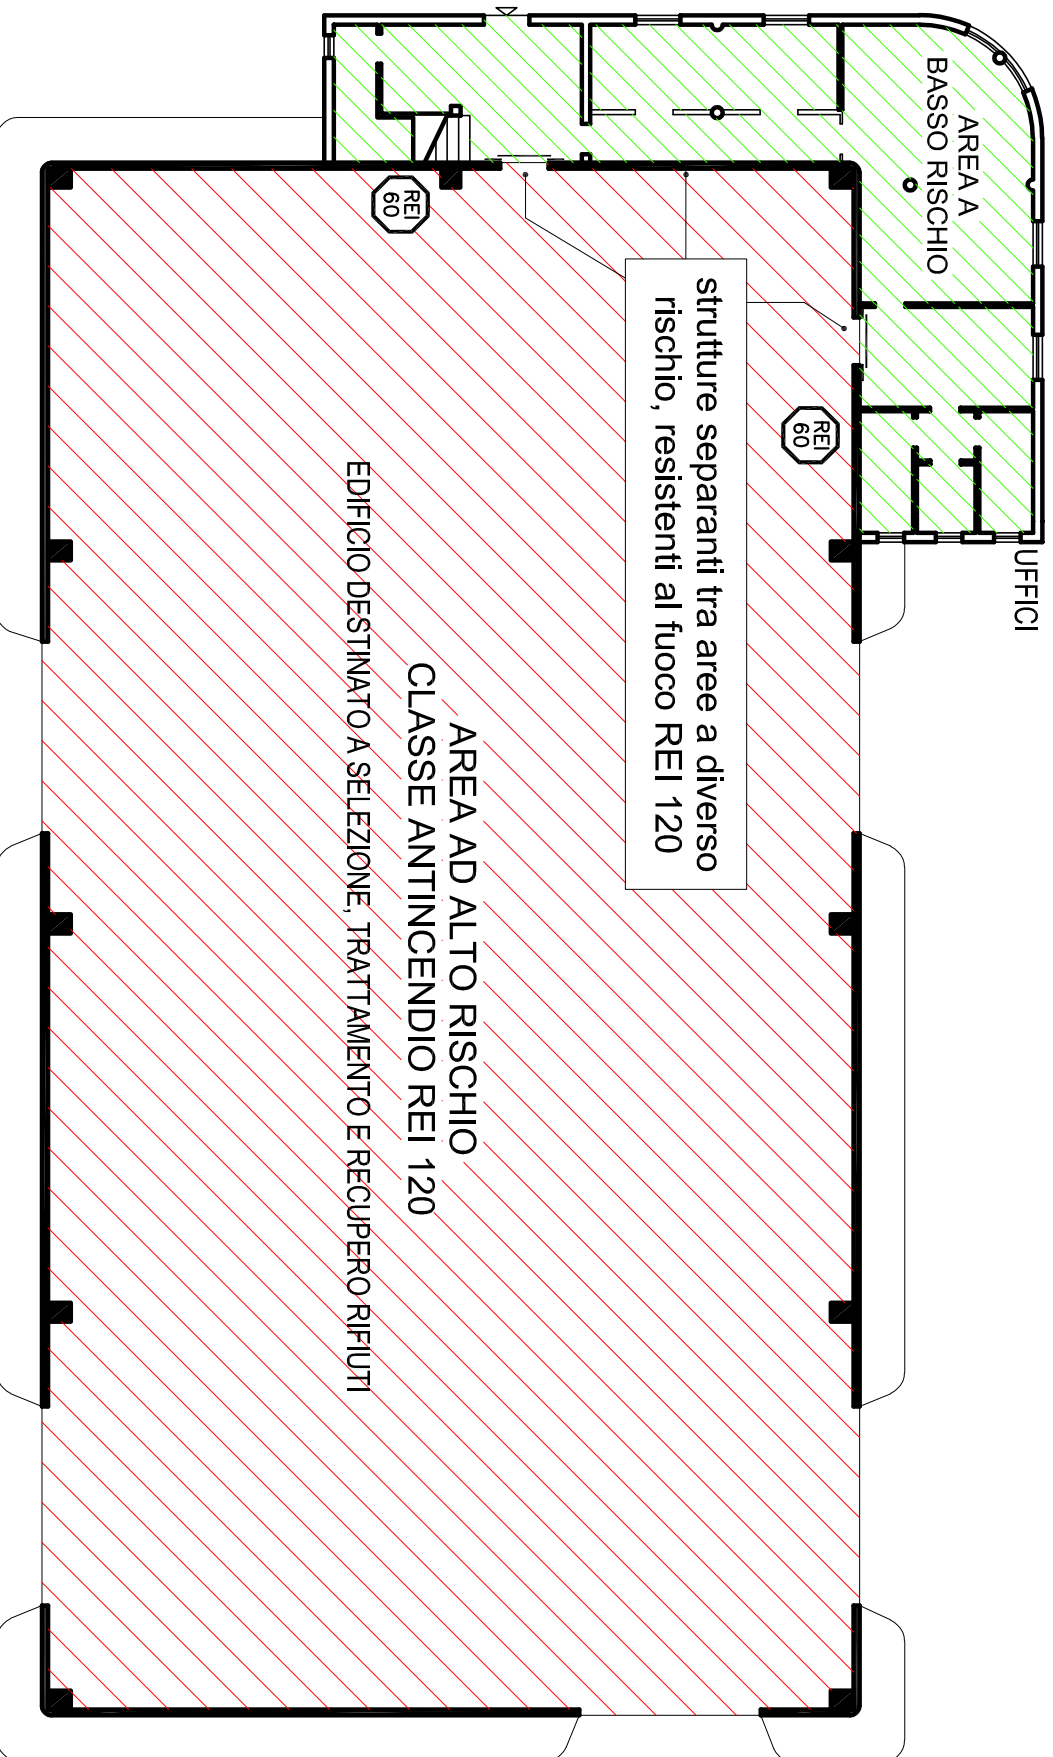 UFFICI
AREA A
BASSO RISCHIO
REI
60
strutture separanti tra aree a diverso
rischio, resistenti al fuoco REI 120
REI
60
AREA AD ALTO RISCHIO
CLASSE ANTINCENDIO REI 120
EDIFICIO DESTINATO A SELEZIONE, TRATTAMENTO E RECUPERO RIFIUTI